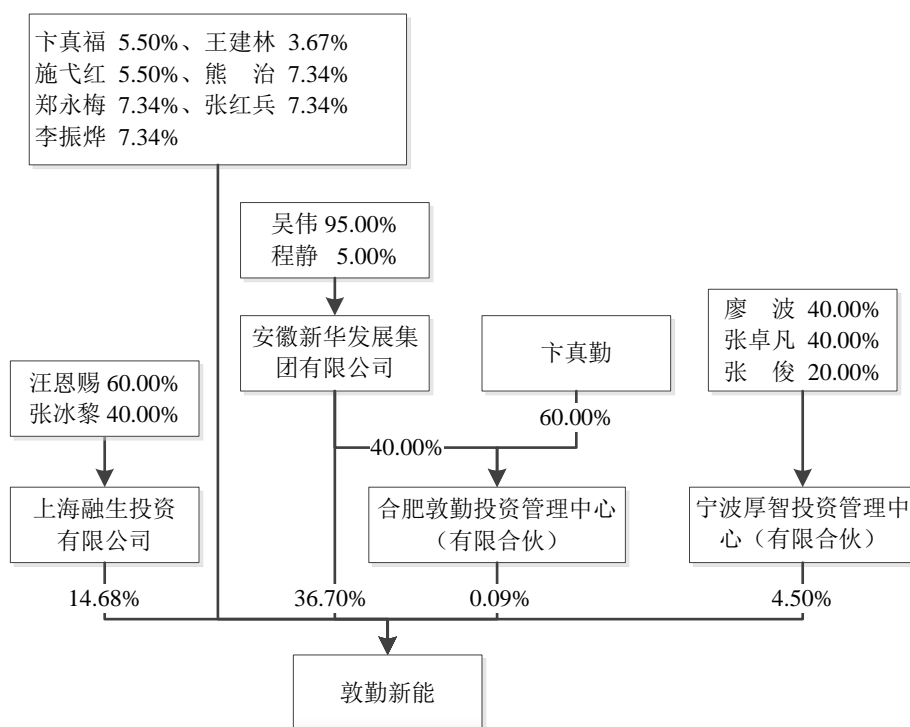 卞真福 5.50%、王建林 3.67%
施弋红 5.50%、熊　治 7.34%
郑永梅 7.34%、张红兵 7.34%
李振烨 7.34%
吴伟 95.00%
程静 5.00%
廖　波 40.00%
张卓凡 40.00%
张　俊 20.00%
安徽新华发展集
团有限公司
卞真勤
汪恩赐 60.00%
张冰黎 40.00%
60.00%
40.00%
上海融生投资
有限公司
合肥敦勤投资管理中心
（有限合伙）
宁波厚智投资管理中
心（有限合伙）
14.68%
36.70%
0.09%
4.50%
敦勤新能